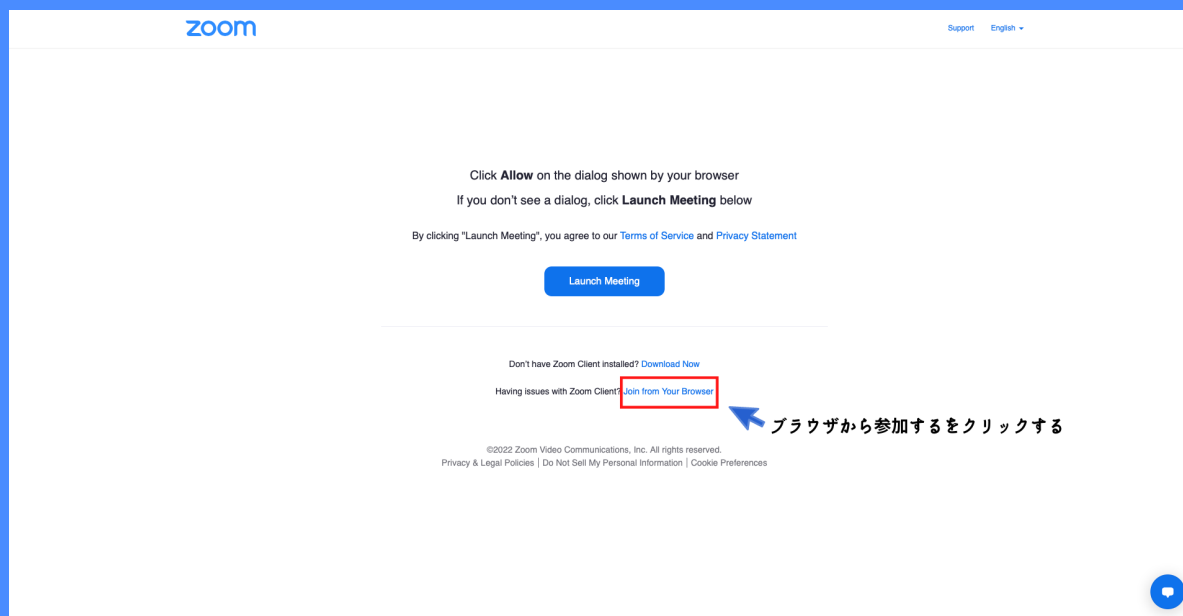 zoom
Support English
Click Allow on the dialog shown by your browser
If you don't see a dialog, click Launch Meeting below
By clicking "Launch Meeting", you agree to our Terms of Service and Privacy Statement
Launch Meeting
Don't have Zoom Client installed? Download Now
Having issues with Zoom Client? Join from Your Browser
ブラウザから参加するをクリックする
©2022 Zoom Video Communications, Inc. All rights reserved.
Privacy & Legal Policies | Do Not Sell My Personal Information | Cookie Preferences